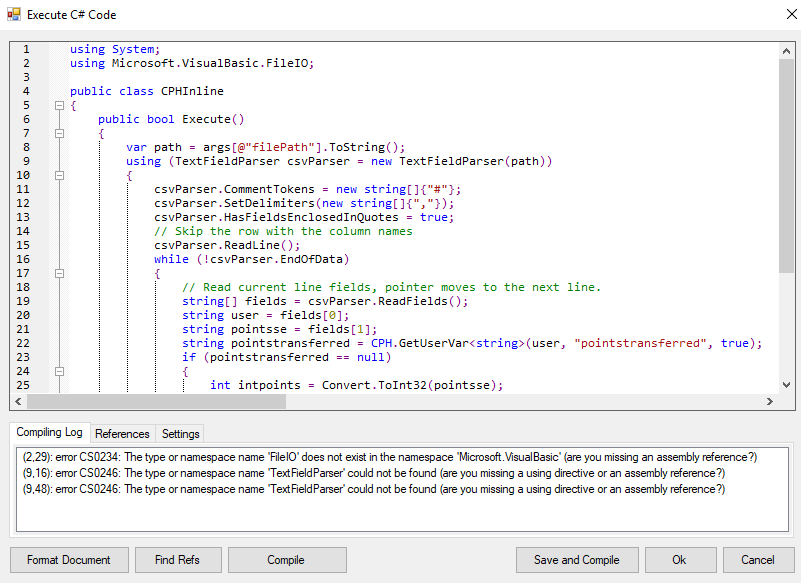 Execute C# Code
1 using System;
2 using Microsoft.VisualBasic.FileIO;
3
4 public class CPHInline
5 {
6 public bool Execute()
7 {
8 var path = args[@"filePath"].ToString();
9 using (TextFieldParser csvParser = new TextFieldParser(path))
10 {
11 csvParser.CommentTokens = new string[]{"#"};
12 csvParser.SetDelimiters(new string[]{","});
13 csvParser.HasFieldsEnclosedInQuotes = true;
14 // Skip the row with the column names
15 csvParser.ReadLine();
16 while (!csvParser.EndOfData)
17 {
18 // Read current line fields, pointer moves to the next line.
19 string[] fields = csvParser.ReadFields();
20 string user = fields[0];
21 string pointsse = fields[1];
22 string pointstransferred = CPH.GetUserVar<string>(user, "pointstransferred", true);
23 if (pointstransferred == null)
24 {
25 int intpoints = Convert.ToInt32(pointsse);
Compiling Log References Settings
(2,29): error CS0234: The type or namespace name 'FileIO' does not exist in the namespace 'Microsoft.VisualBasic' (are you missing an assembly reference?)
(9,16): error CS0246: The type or namespace name 'TextFieldParser' could not be found (are you missing a using directive or an assembly reference?)
(9,48): error CS0246: The type or namespace name 'TextFieldParser' could not be found (are you missing a using directive or an assembly reference?)
Format Document Find Refs Compile Save and Compile Ok Cancel